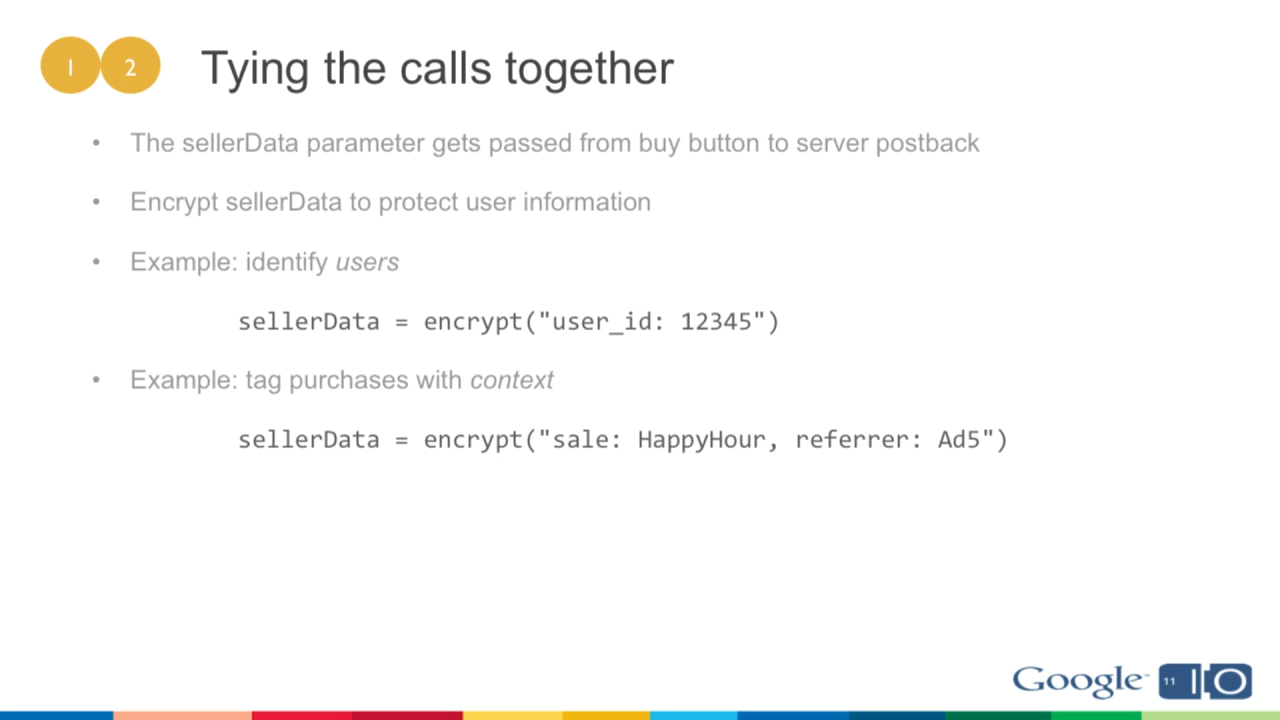 1 2 Tying the calls together
• The sellerData parameter gets passed from buy button to server postback
• Encrypt sellerData to protect user information
• Example: identify users
sellerData = encrypt("user_id: 12345")
• Example: tag purchases with context
sellerData = encrypt("sale: HappyHour, referrer: Ad5")
Google™ 11 IO